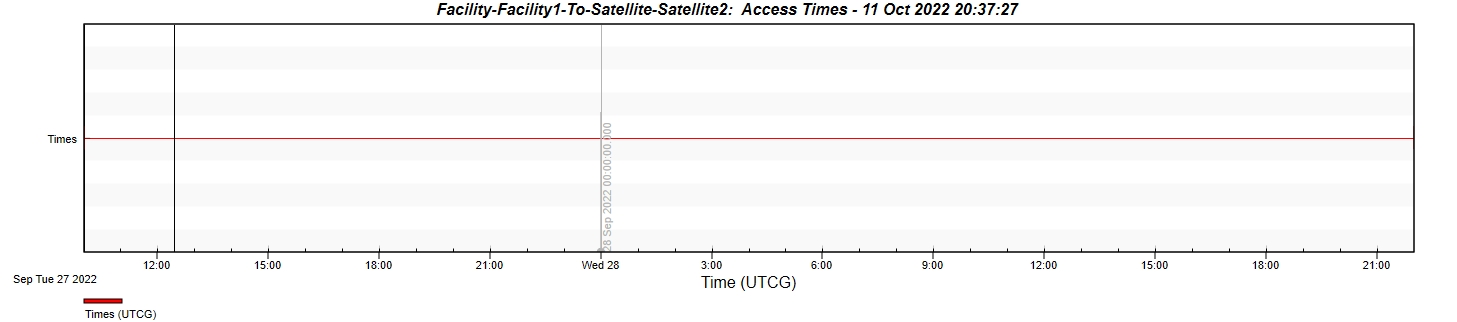 Facility-Facility1-To-Satellite-Satellite2:  Access Times - 11 Oct 2022 20:37:27
Times
28 Sep 2022 00:00:00.000
12:00 15:00 18:00 21:00 Wed 28 3:00 6:00 9:00 12:00 15:00 18:00 21:00
Sep Tue 27 2022
Time (UTCG)
Times (UTCG)